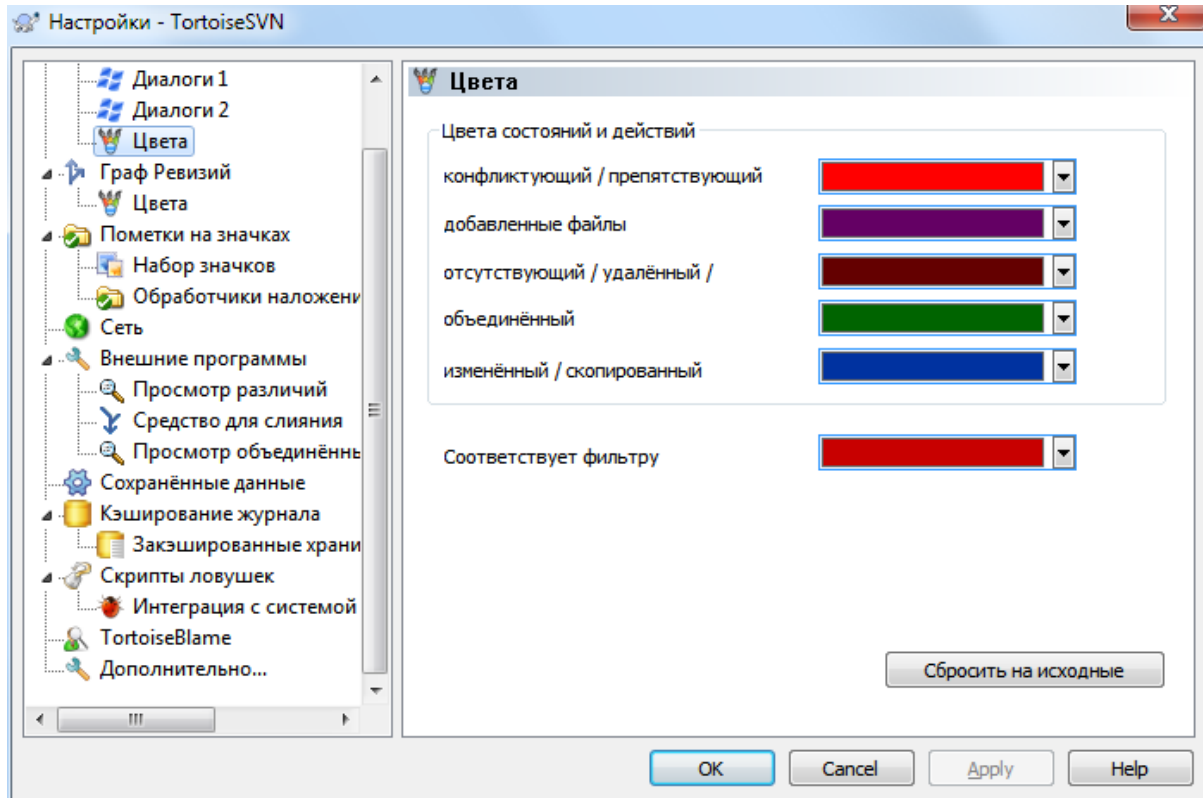 Настройки - TortoiseSVN
Диалоги 1
Диалоги 2
Цвета
Граф Ревизий
Цвета
Пометки на значках
Набор значков
Обработчики наложени
Сеть
Внешние программы
Просмотр различий
Средство для слияния
Просмотр объединённь
Сохранённые данные
Кэширование журнала
Закэшированные храни
Скрипты ловушек
Интеграция с системой
TortoiseBlame
Дополнительно...
Цвета
Цвета состояний и действий
конфликтующий / препятствующий
добавленные файлы
отсутствующий / удалённый /
объединённый
изменённый / скопированный
Соответствует фильтру
Сбросить на исходные
OK Cancel Apply Help